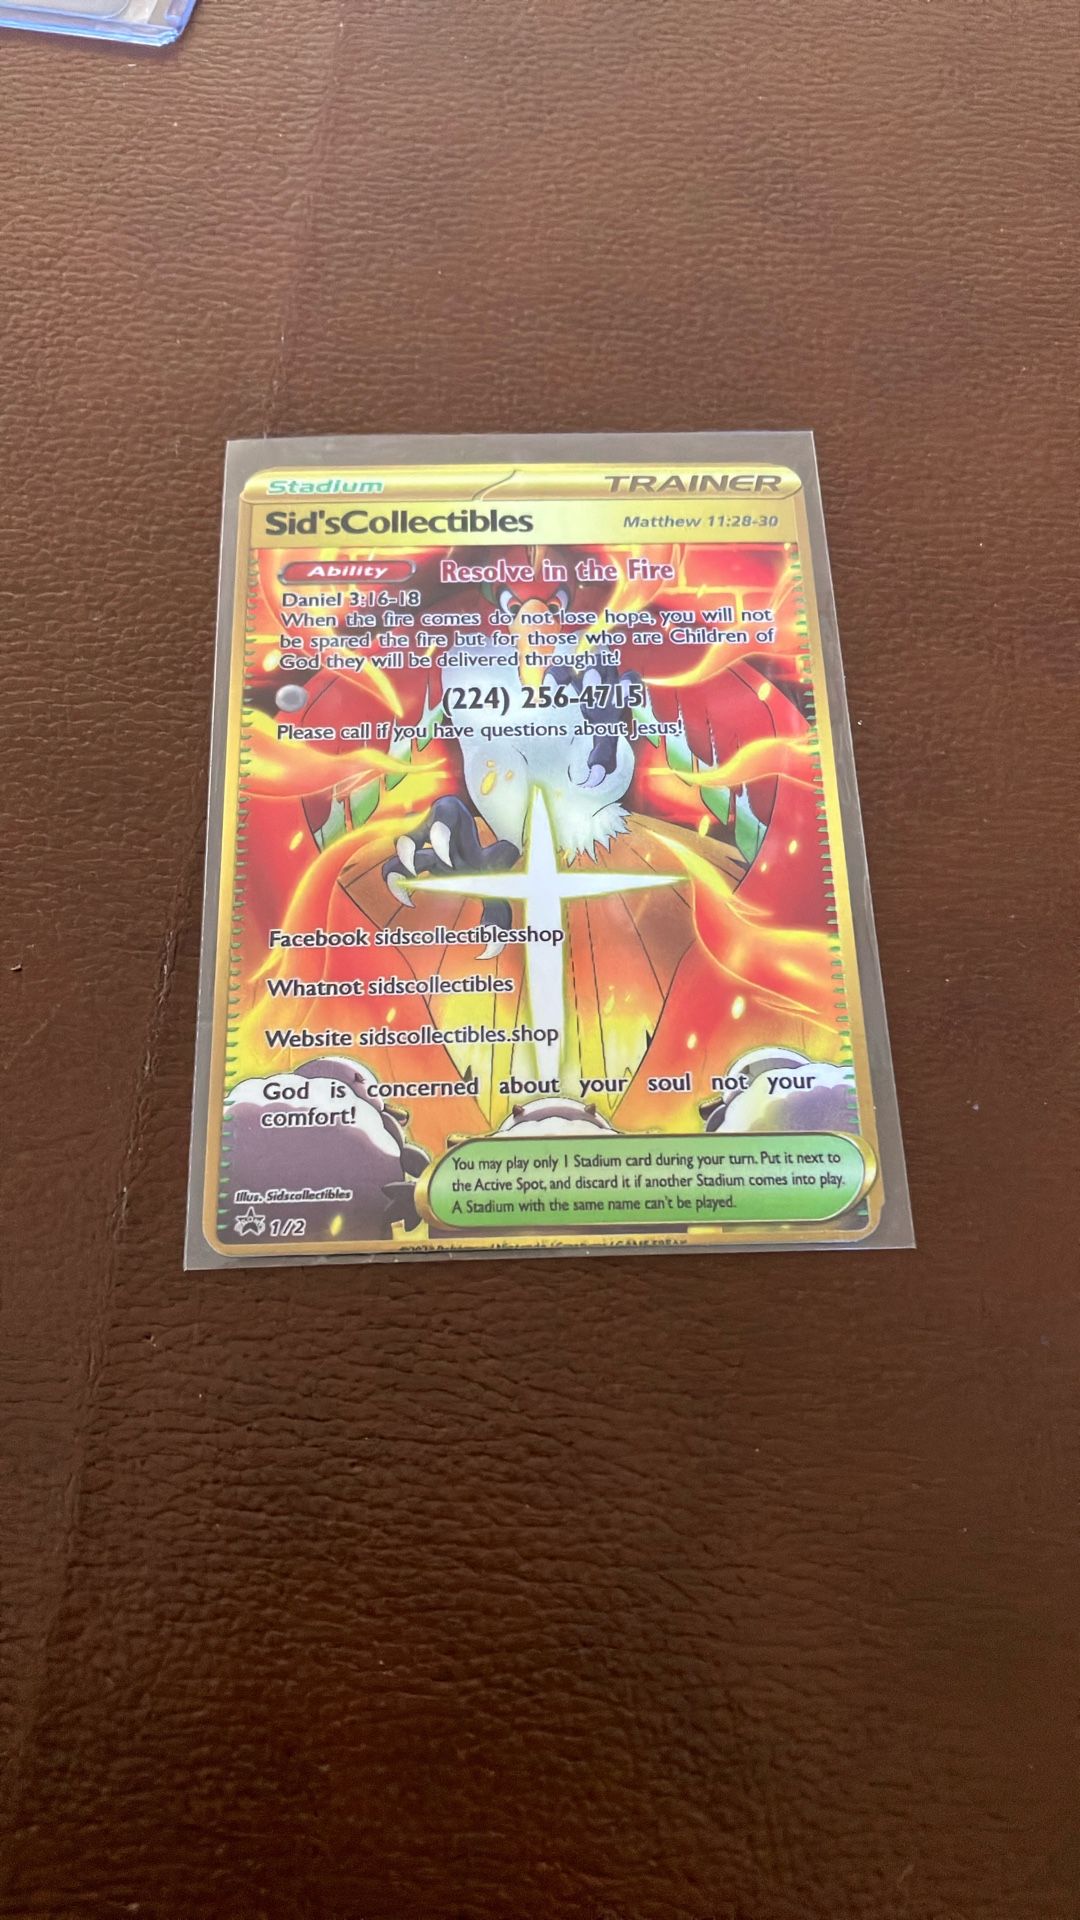 Stadium TRAINER
Sid'sCollectibles Matthew 11:28-30
Ability Resolve in the Fire
Daniel 3:16-18
When the fire comes do not lose hope, you will not
be spared the fire but for those who are Children of
God they will be delivered through it!
(224) 256-4715
Please call if you have questions about Jesus!
Facebook sidscollectiblesshop
Whatnot sidscollectibles
Website sidscollectibles.shop
God is concerned about your soul not your
comfort!
You may play only 1 Stadium card during your turn. Put it next to
the Active Spot, and discard it if another Stadium comes into play.
A Stadium with the same name can't be played.
Illus. Sidscollectibles
1/2